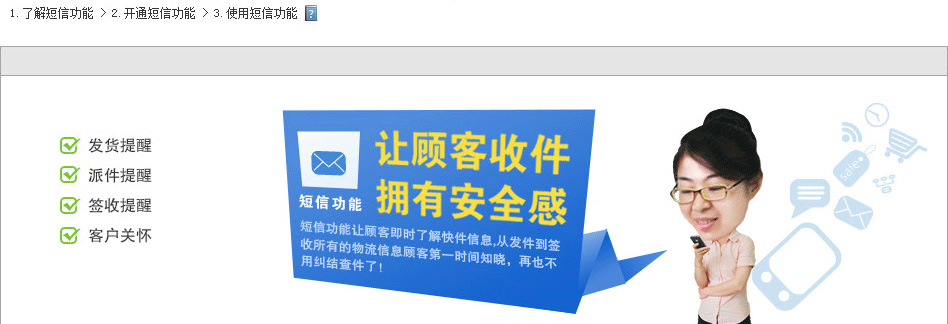 1.了解短信功能 > 2.开通短信功能 > 3.使用短信功能 ?
发货提醒
派件提醒
签收提醒
客户关怀
短信功能
让顾客收件
拥有安全感
短信功能让顾客即时了解快件信息,从发件到签
收所有的物流信息顾客第一时间知晓，再也不
用纠结查件了!
sale